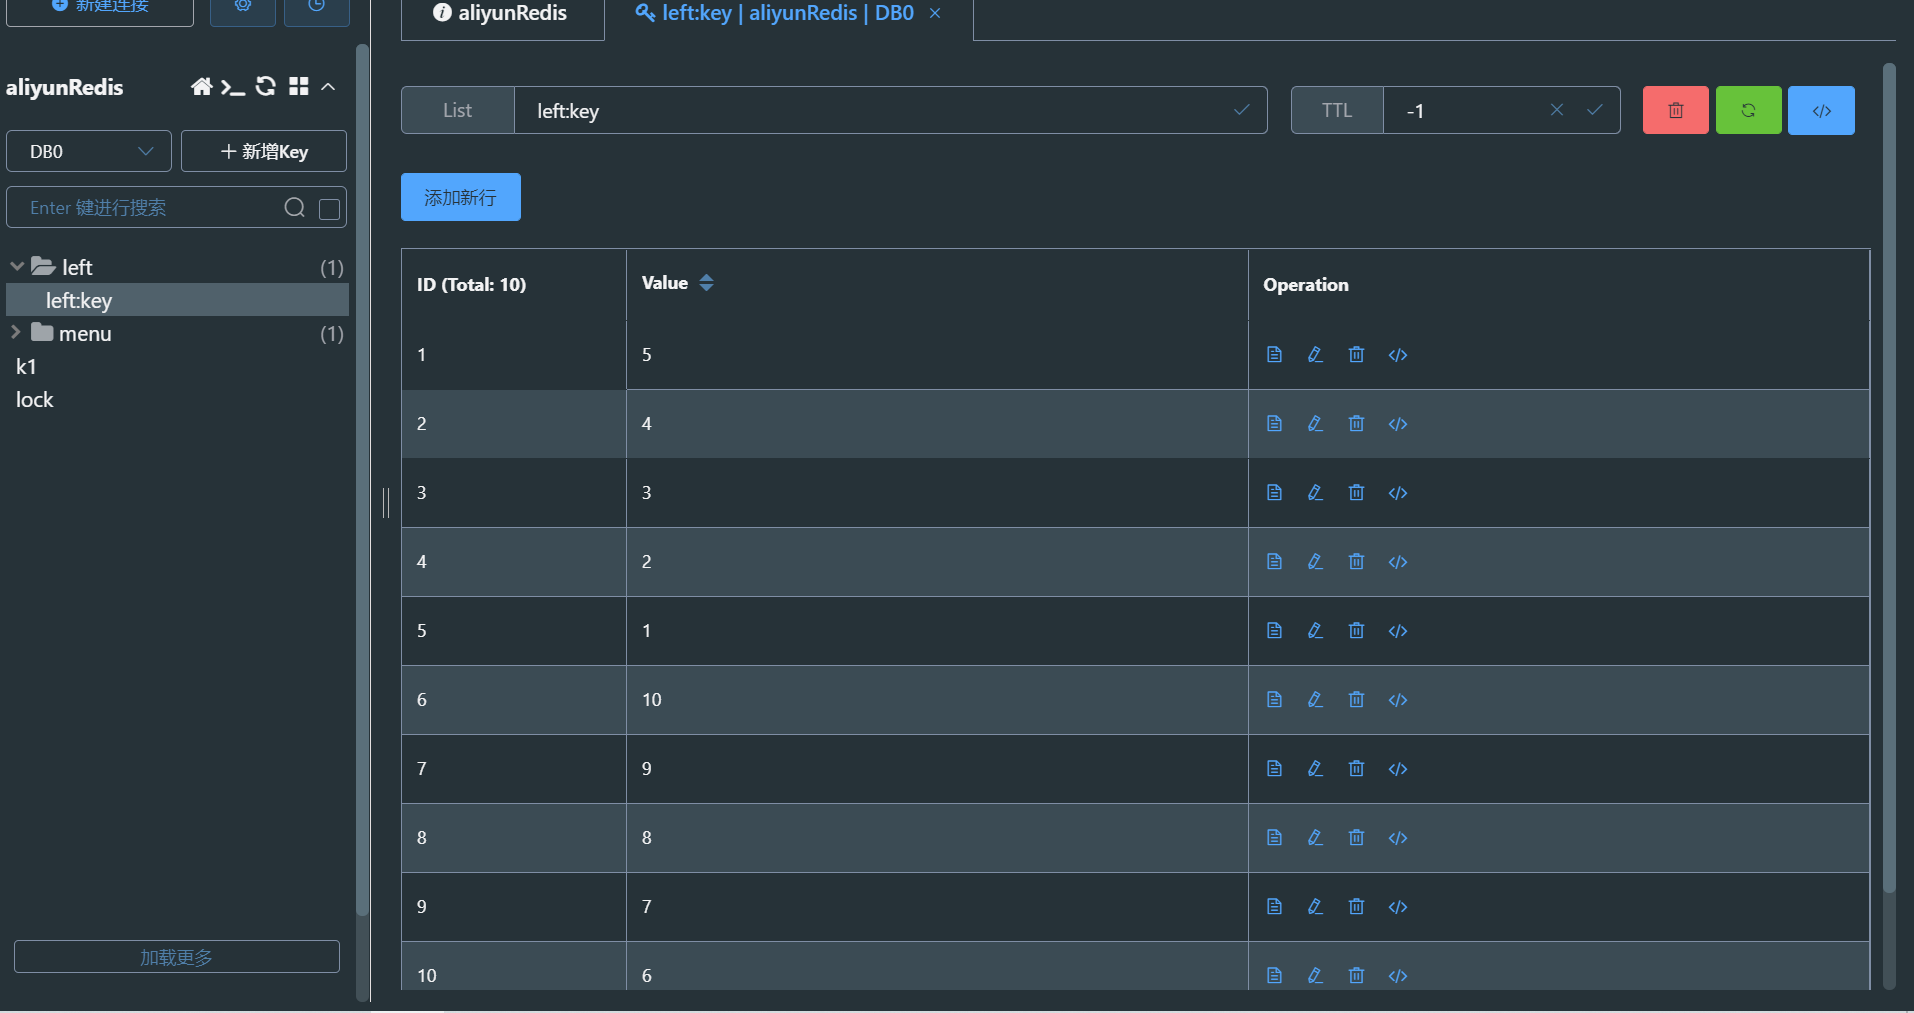 新建连接
aliyunRedis
left:key | aliyunRedis | DB0
aliyunRedis
DB0
新增Key
Enter 键进行搜索
left (1)
left:key
menu (1)
k1
lock
加载更多
List left:key
TTL -1
添加新行
ID (Total: 10) Value Operation
1 5
2 4
3 3
4 2
5 1
6 10
7 9
8 8
9 7
10 6